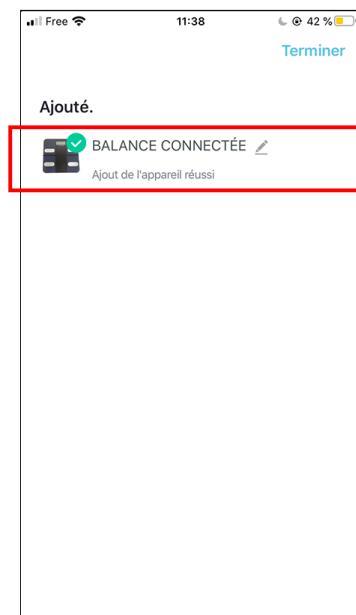 Free 11:38 42 %
Terminer
Ajouté.
BALANCE CONNECTÉE
Ajout de l'appareil réussi